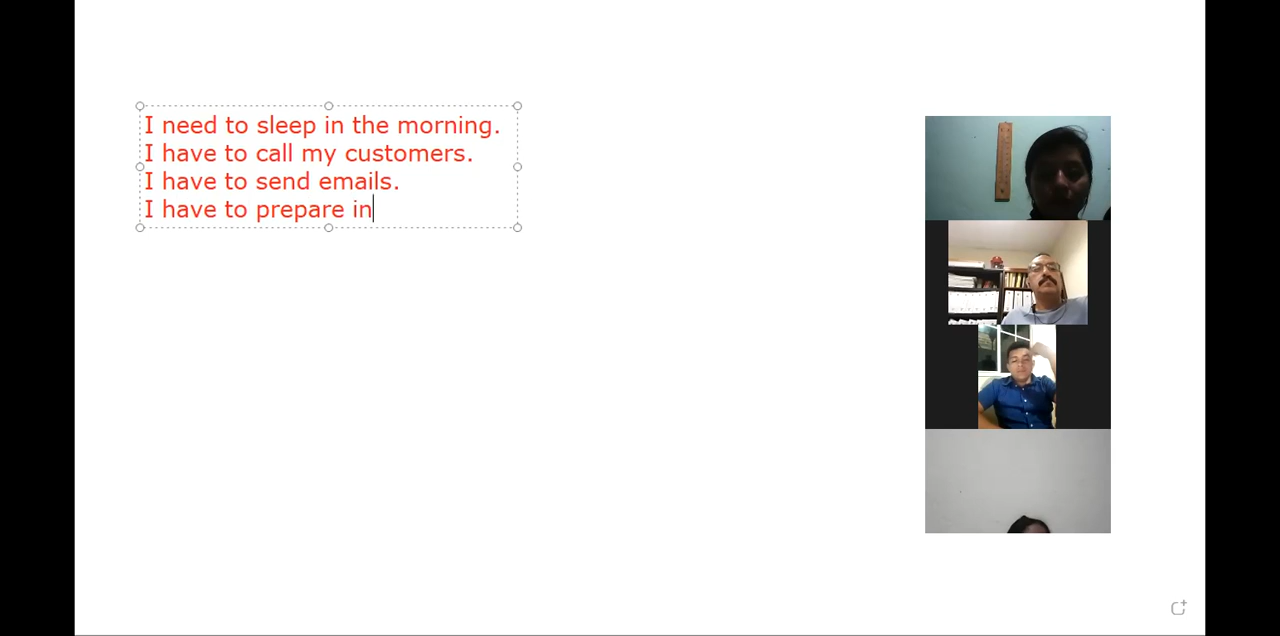 I need to sleep in the morning.
I have to call my customers.
I have to send emails.
I have to prepare in